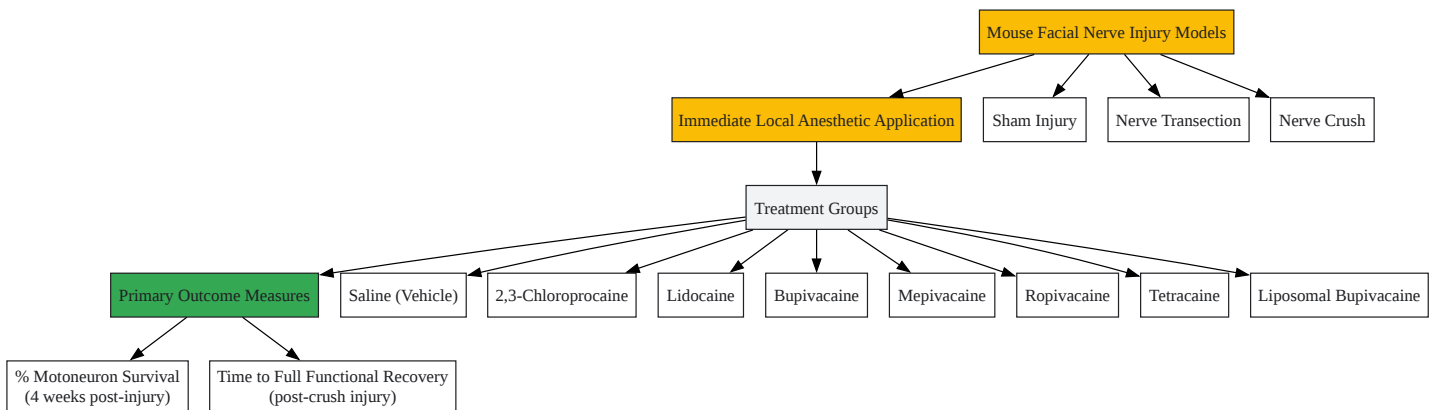 Mouse Facial Nerve Injury Models
Immediate Local Anesthetic Application
Sham Injury
Nerve Transection
Nerve Crush
Treatment Groups
Primary Outcome Measures
Saline (Vehicle)
2,3-Chloroprocaine
Lidocaine
Bupivacaine
Mepivacaine
Ropivacaine
Tetracaine
Liposomal Bupivacaine
% Motoneuron Survival
(4 weeks post-injury)
Time to Full Functional Recovery
(post-crush injury)